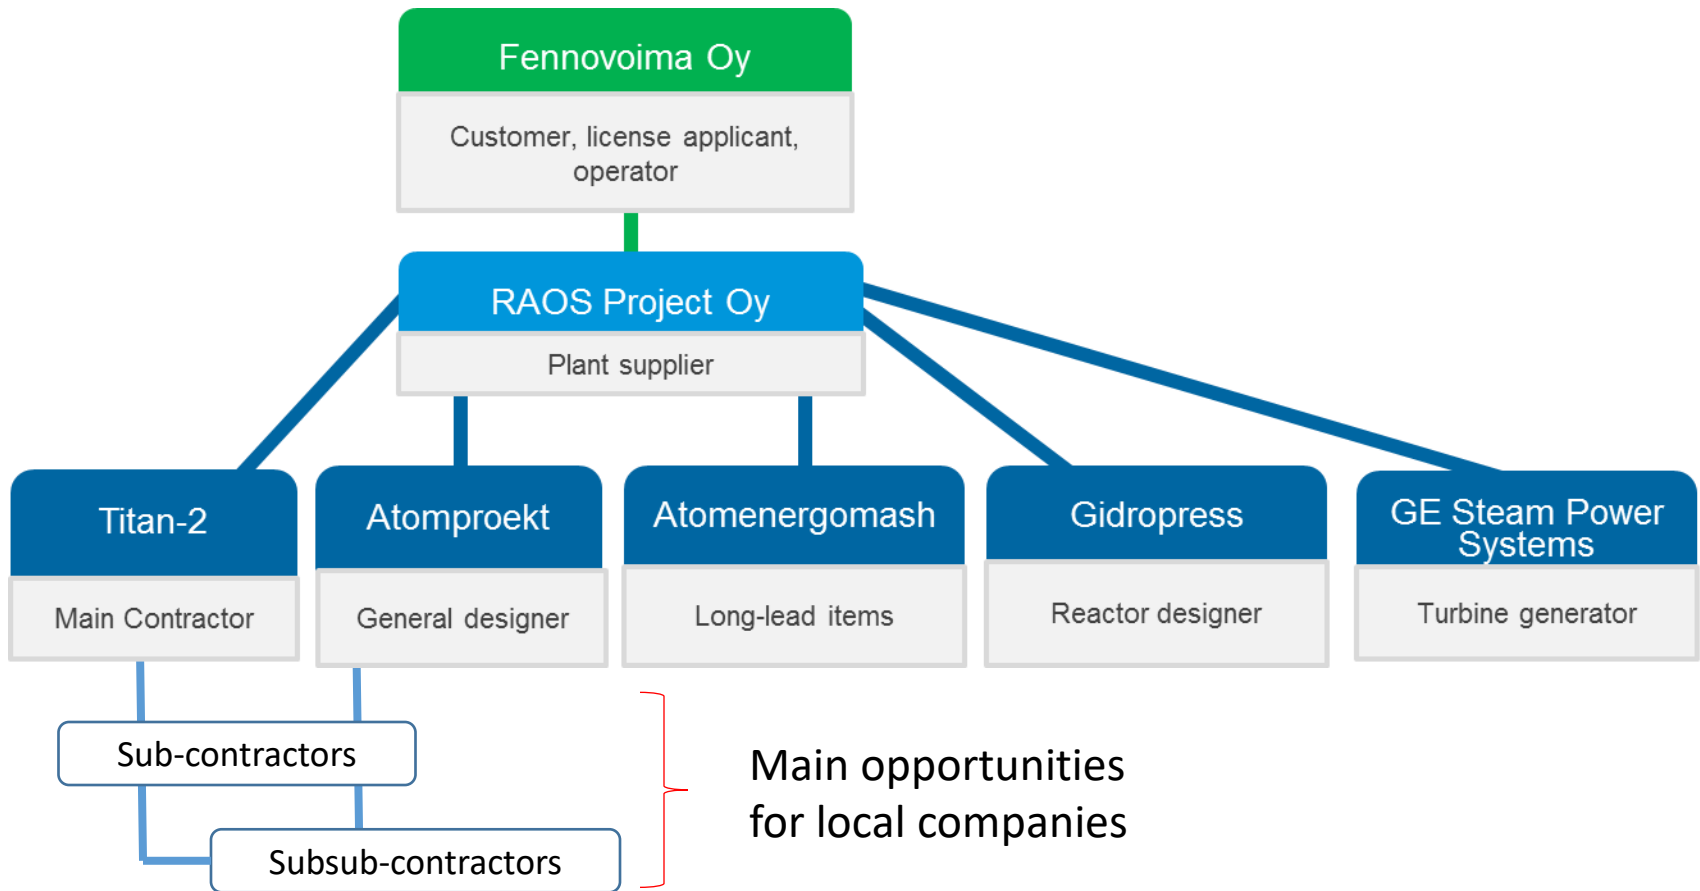 Fennovoima Oy
Customer, license applicant,
operator
RAOS Project Oy
Plant supplier
Titan-2
Main Contractor
Atomproekt
General designer
Atomenergomash
Long-lead items
Gidropress
Reactor designer
GE Steam Power
Systems
Turbine generator
Sub-contractors
Subsub-contractors
Main opportunities
for local companies